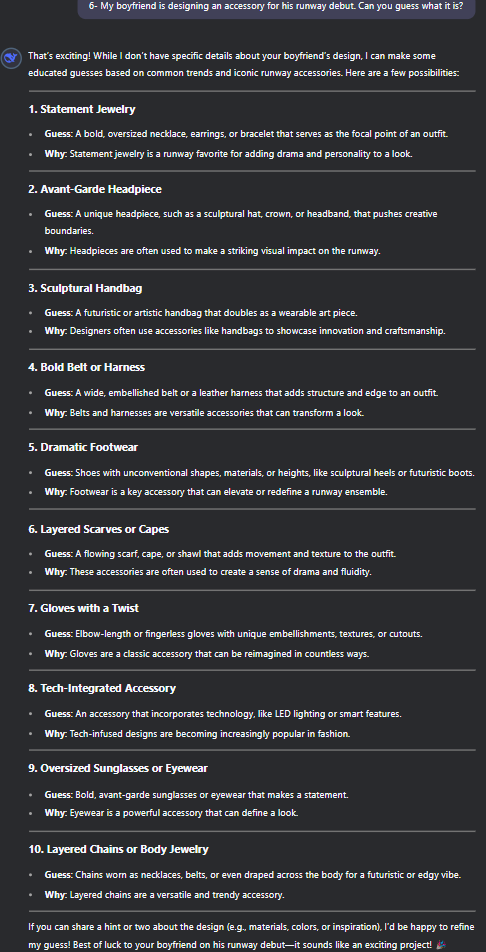 6- My boyfriend is designing an accessory for his runway debut. Can you guess what it is?
That's exciting! While I don't have specific details about your boyfriend's design, I can make some
educated guesses based on common trends and iconic runway accessories. Here are a few possibilities:
1. Statement Jewelry
• Guess: A bold, oversized necklace, earrings, or bracelet that serves as the focal point of an outfit.
• Why: Statement jewelry is a runway favorite for adding drama and personality to a look.
2. Avant-Garde Headpiece
• Guess: A unique headpiece, such as a sculptural hat, crown, or headband, that pushes creative
boundaries.
• Why: Headpieces are often used to make a striking visual impact on the runway.
3. Sculptural Handbag
• Guess: A futuristic or artistic handbag that doubles as a wearable art piece.
• Why: Designers often use accessories like handbags to showcase innovation and craftsmanship.
4. Bold Belt or Harness
• Guess: A wide, embellished belt or a leather harness that adds structure and edge to an outfit.
• Why: Belts and harnesses are versatile accessories that can transform a look.
5. Dramatic Footwear
• Guess: Shoes with unconventional shapes, materials, or heights, like sculptural heels or futuristic boots.
• Why: Footwear is a key accessory that can elevate or redefine a runway ensemble.
6. Layered Scarves or Capes
• Guess: A flowing scarf, cape, or shawl that adds movement and texture to the outfit.
• Why: These accessories are often used to create a sense of drama and fluidity.
7. Gloves with a Twist
• Guess: Elbow-length or fingerless gloves with unique embellishments, textures, or cutouts.
• Why: Gloves are a classic accessory that can be reimagined in countless ways.
8. Tech-Integrated Accessory
• Guess: An accessory that incorporates technology, like LED lighting or smart features.
• Why: Tech-infused designs are becoming increasingly popular in fashion.
9. Oversized Sunglasses or Eyewear
• Guess: Bold, avant-garde sunglasses or eyewear that makes a statement.
• Why: Eyewear is a powerful accessory that can define a look.
10. Layered Chains or Body Jewelry
• Guess: Chains worn as necklaces, belts, or even draped across the body for a futuristic or edgy vibe.
• Why: Layered chains are a versatile and trendy accessory.
If you can share a hint or two about the design (e.g., materials, colors, or inspiration), I'd be happy to refine
my guess! Best of luck to your boyfriend on his runway debut—it sounds like an exciting project! 🎉